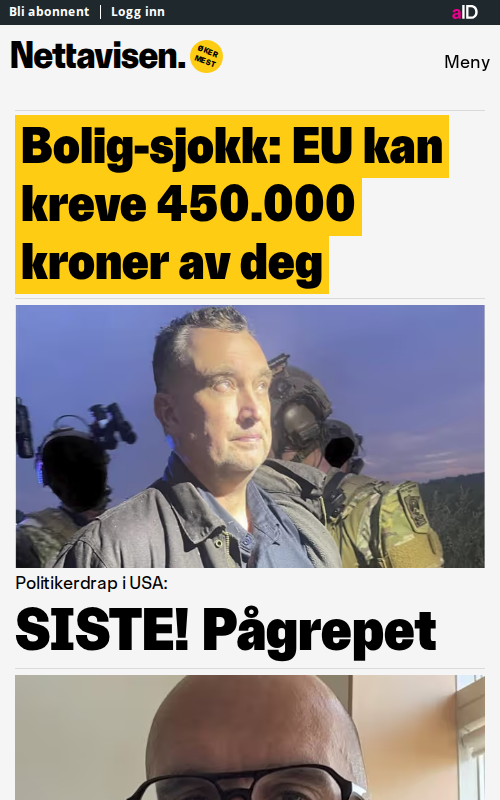 Bli abonnent | Logg inn
aID
Nettavisen.
ØKER
MEST
Meny
Bolig-sjokk: EU kan
kreve 450.000
kroner av deg
Politikerdrap i USA:
SISTE! Pågrepet